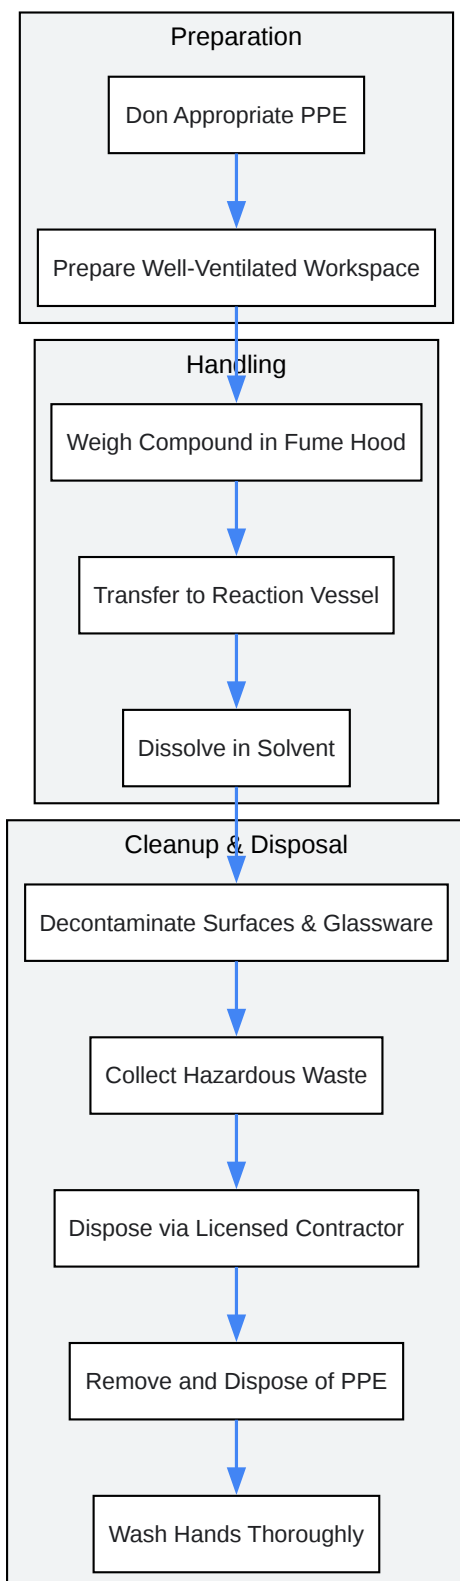 Preparation
Don Appropriate PPE
Prepare Well-Ventilated Workspace
Handling
Weigh Compound in Fume Hood
Transfer to Reaction Vessel
Dissolve in Solvent
Cleanup & Disposal
Decontaminate Surfaces & Glassware
Collect Hazardous Waste
Dispose via Licensed Contractor
Remove and Dispose of PPE
Wash Hands Thoroughly